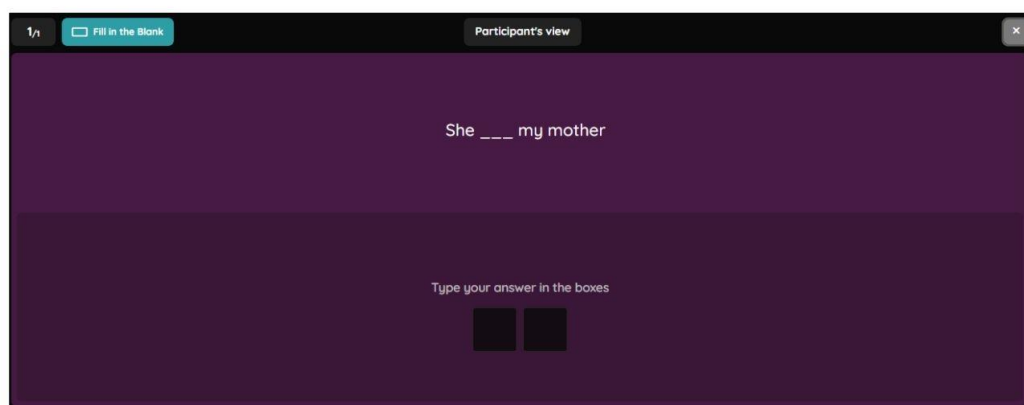 1/1 Fill in the Blank Participant's view ×
She ___ my mother
Type your answer in the boxes